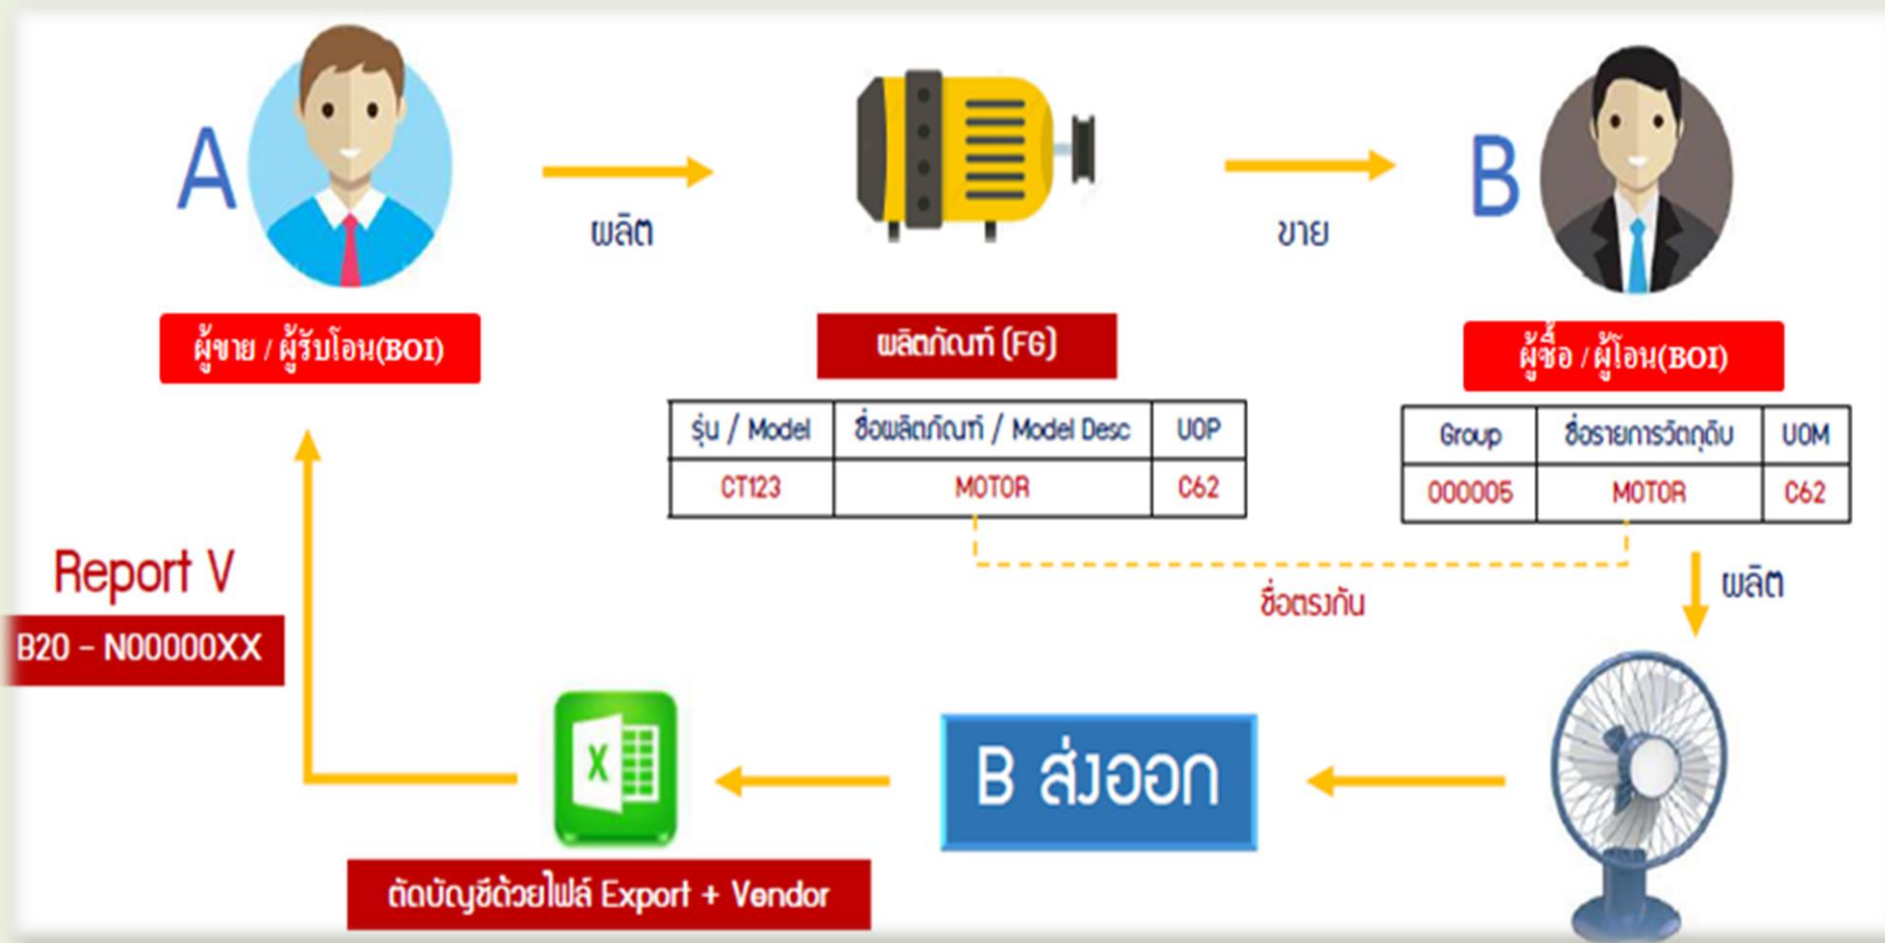 A
ผลิต
ขาย
B
ผู้ขาย / ผู้รับโอน(BOI)
ผลิตภัณฑ์ (FG)
ผู้ซื้อ / ผู้โอน(BOI)
รุ่น / Model ชื่อผลิตภัณฑ์ / Model Desc UOP
CT123 MOTOR C62
Group ชื่อรายการวัตถุดิบ UOM
000005 MOTOR C62
ชื่อตรงกัน
ผลิต
Report V
B20 - N00000XX
X
B ส่งออก
ตัดบัญชีด้วยไฟล์ Export + Vendor